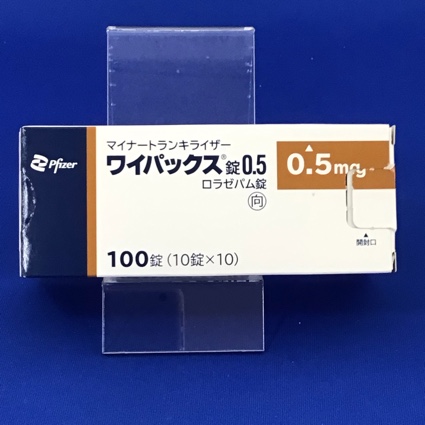 Pfizer
マイナートランキライザー
ワイパックス®錠0.5
ロラゼパム錠
向
100錠(10錠×10)
0.5mg
開封口